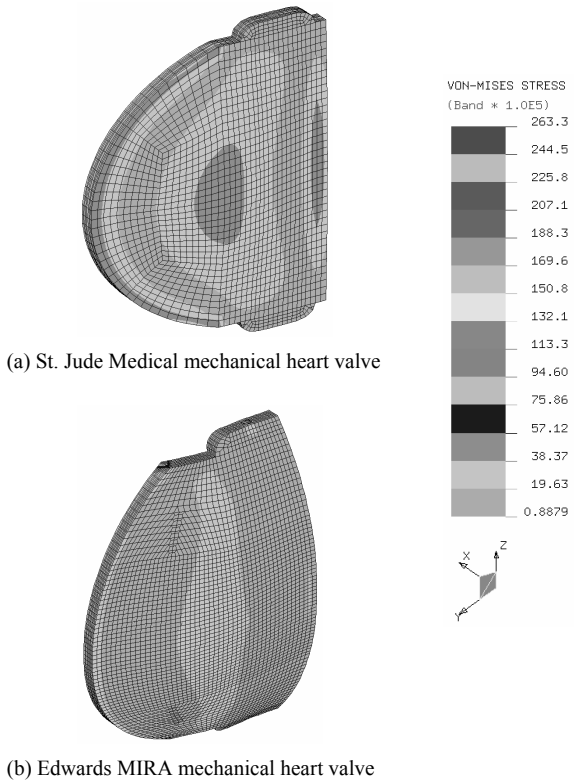 VON-MISES STRESS
(Band * 1.0E5)
263.3
244.5
225.8
207.1
188.3
169.6
150.8
132.1
113.3
94.60
75.86
57.12
38.37
19.63
0.8879
X
Z
Y
(a) St. Jude Medical mechanical heart valve
(b) Edwards MIRA mechanical heart valve